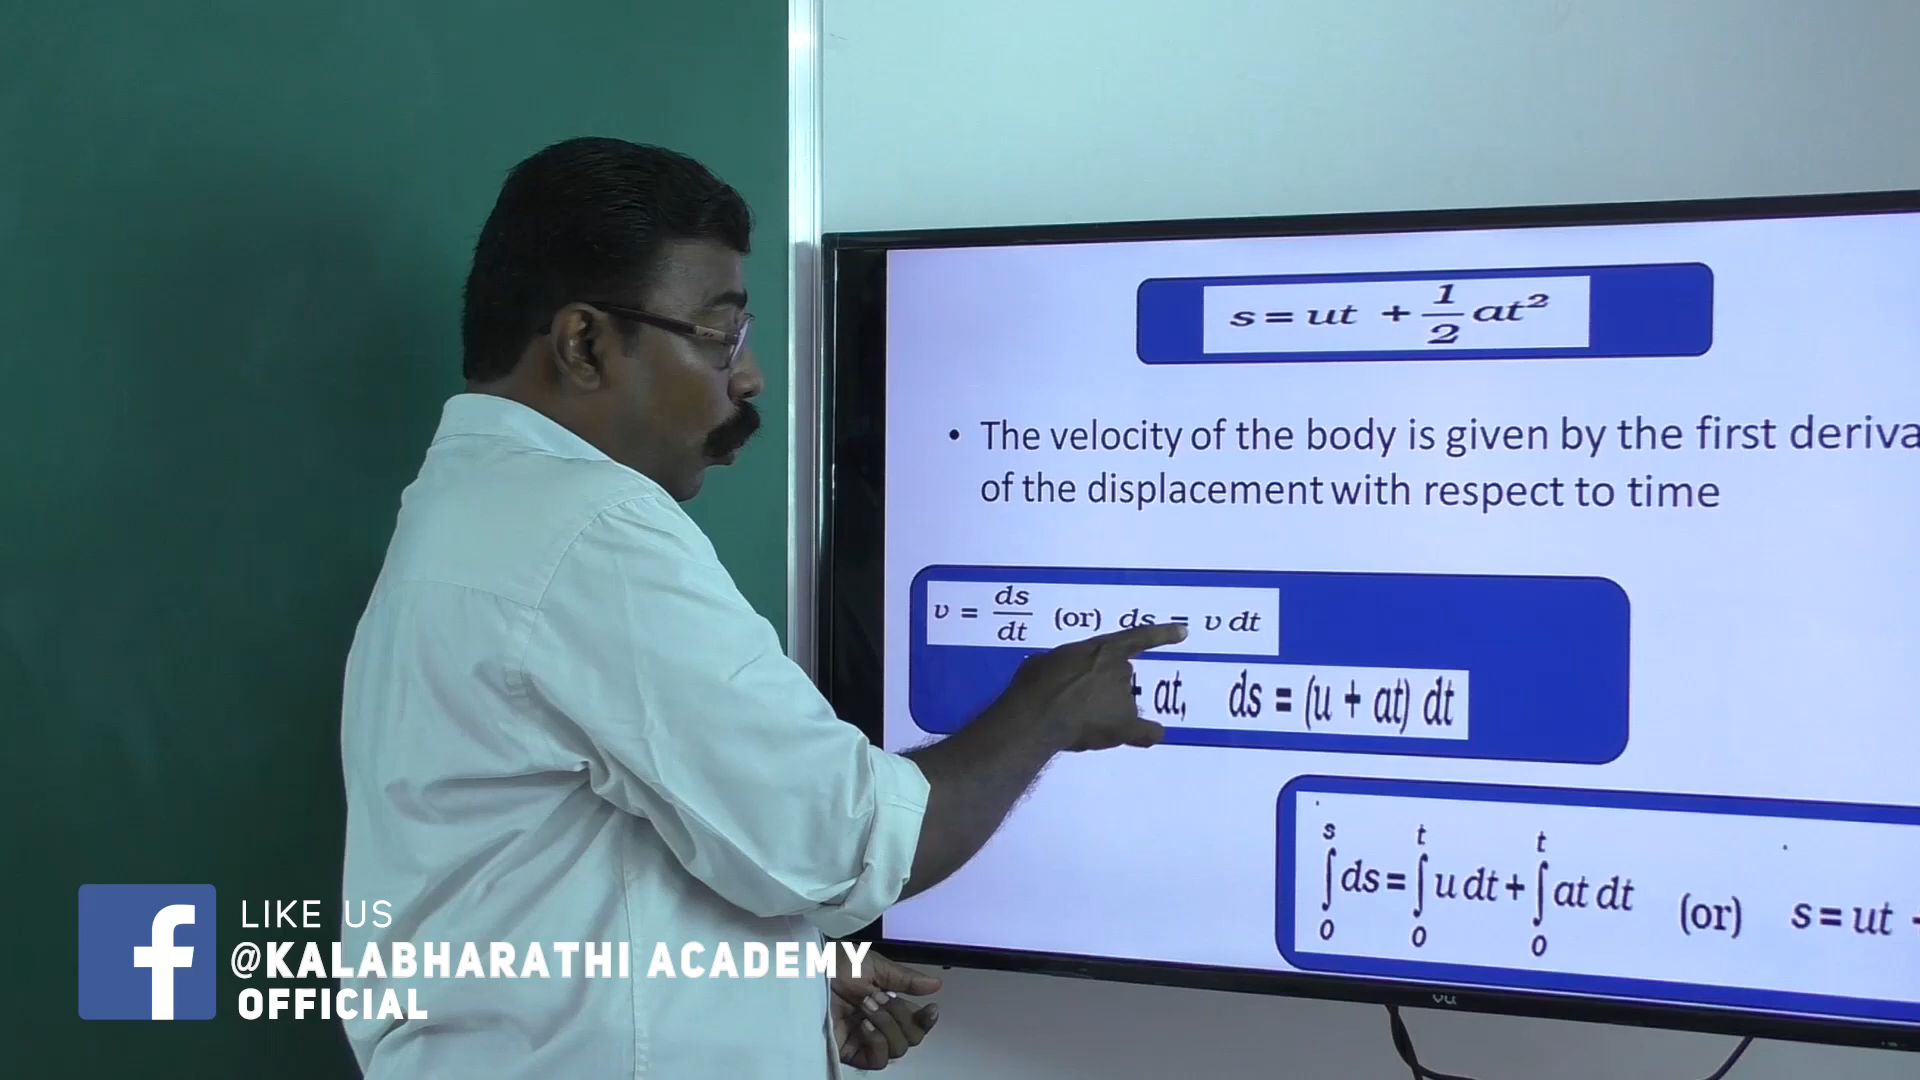 s = ut + 1/2 at²
• The velocity of the body is given by the first
of the displacement with respect to time
v = ds/dt (or) ds = v dt
+ at, ds = (u + at) dt
∫₀ˢ ds = ∫₀ᵗ u dt + ∫₀ᵗ at dt (or) s = ut
vu
f
LIKE US
@KALABHARATHI ACADEMY
OFFICIAL